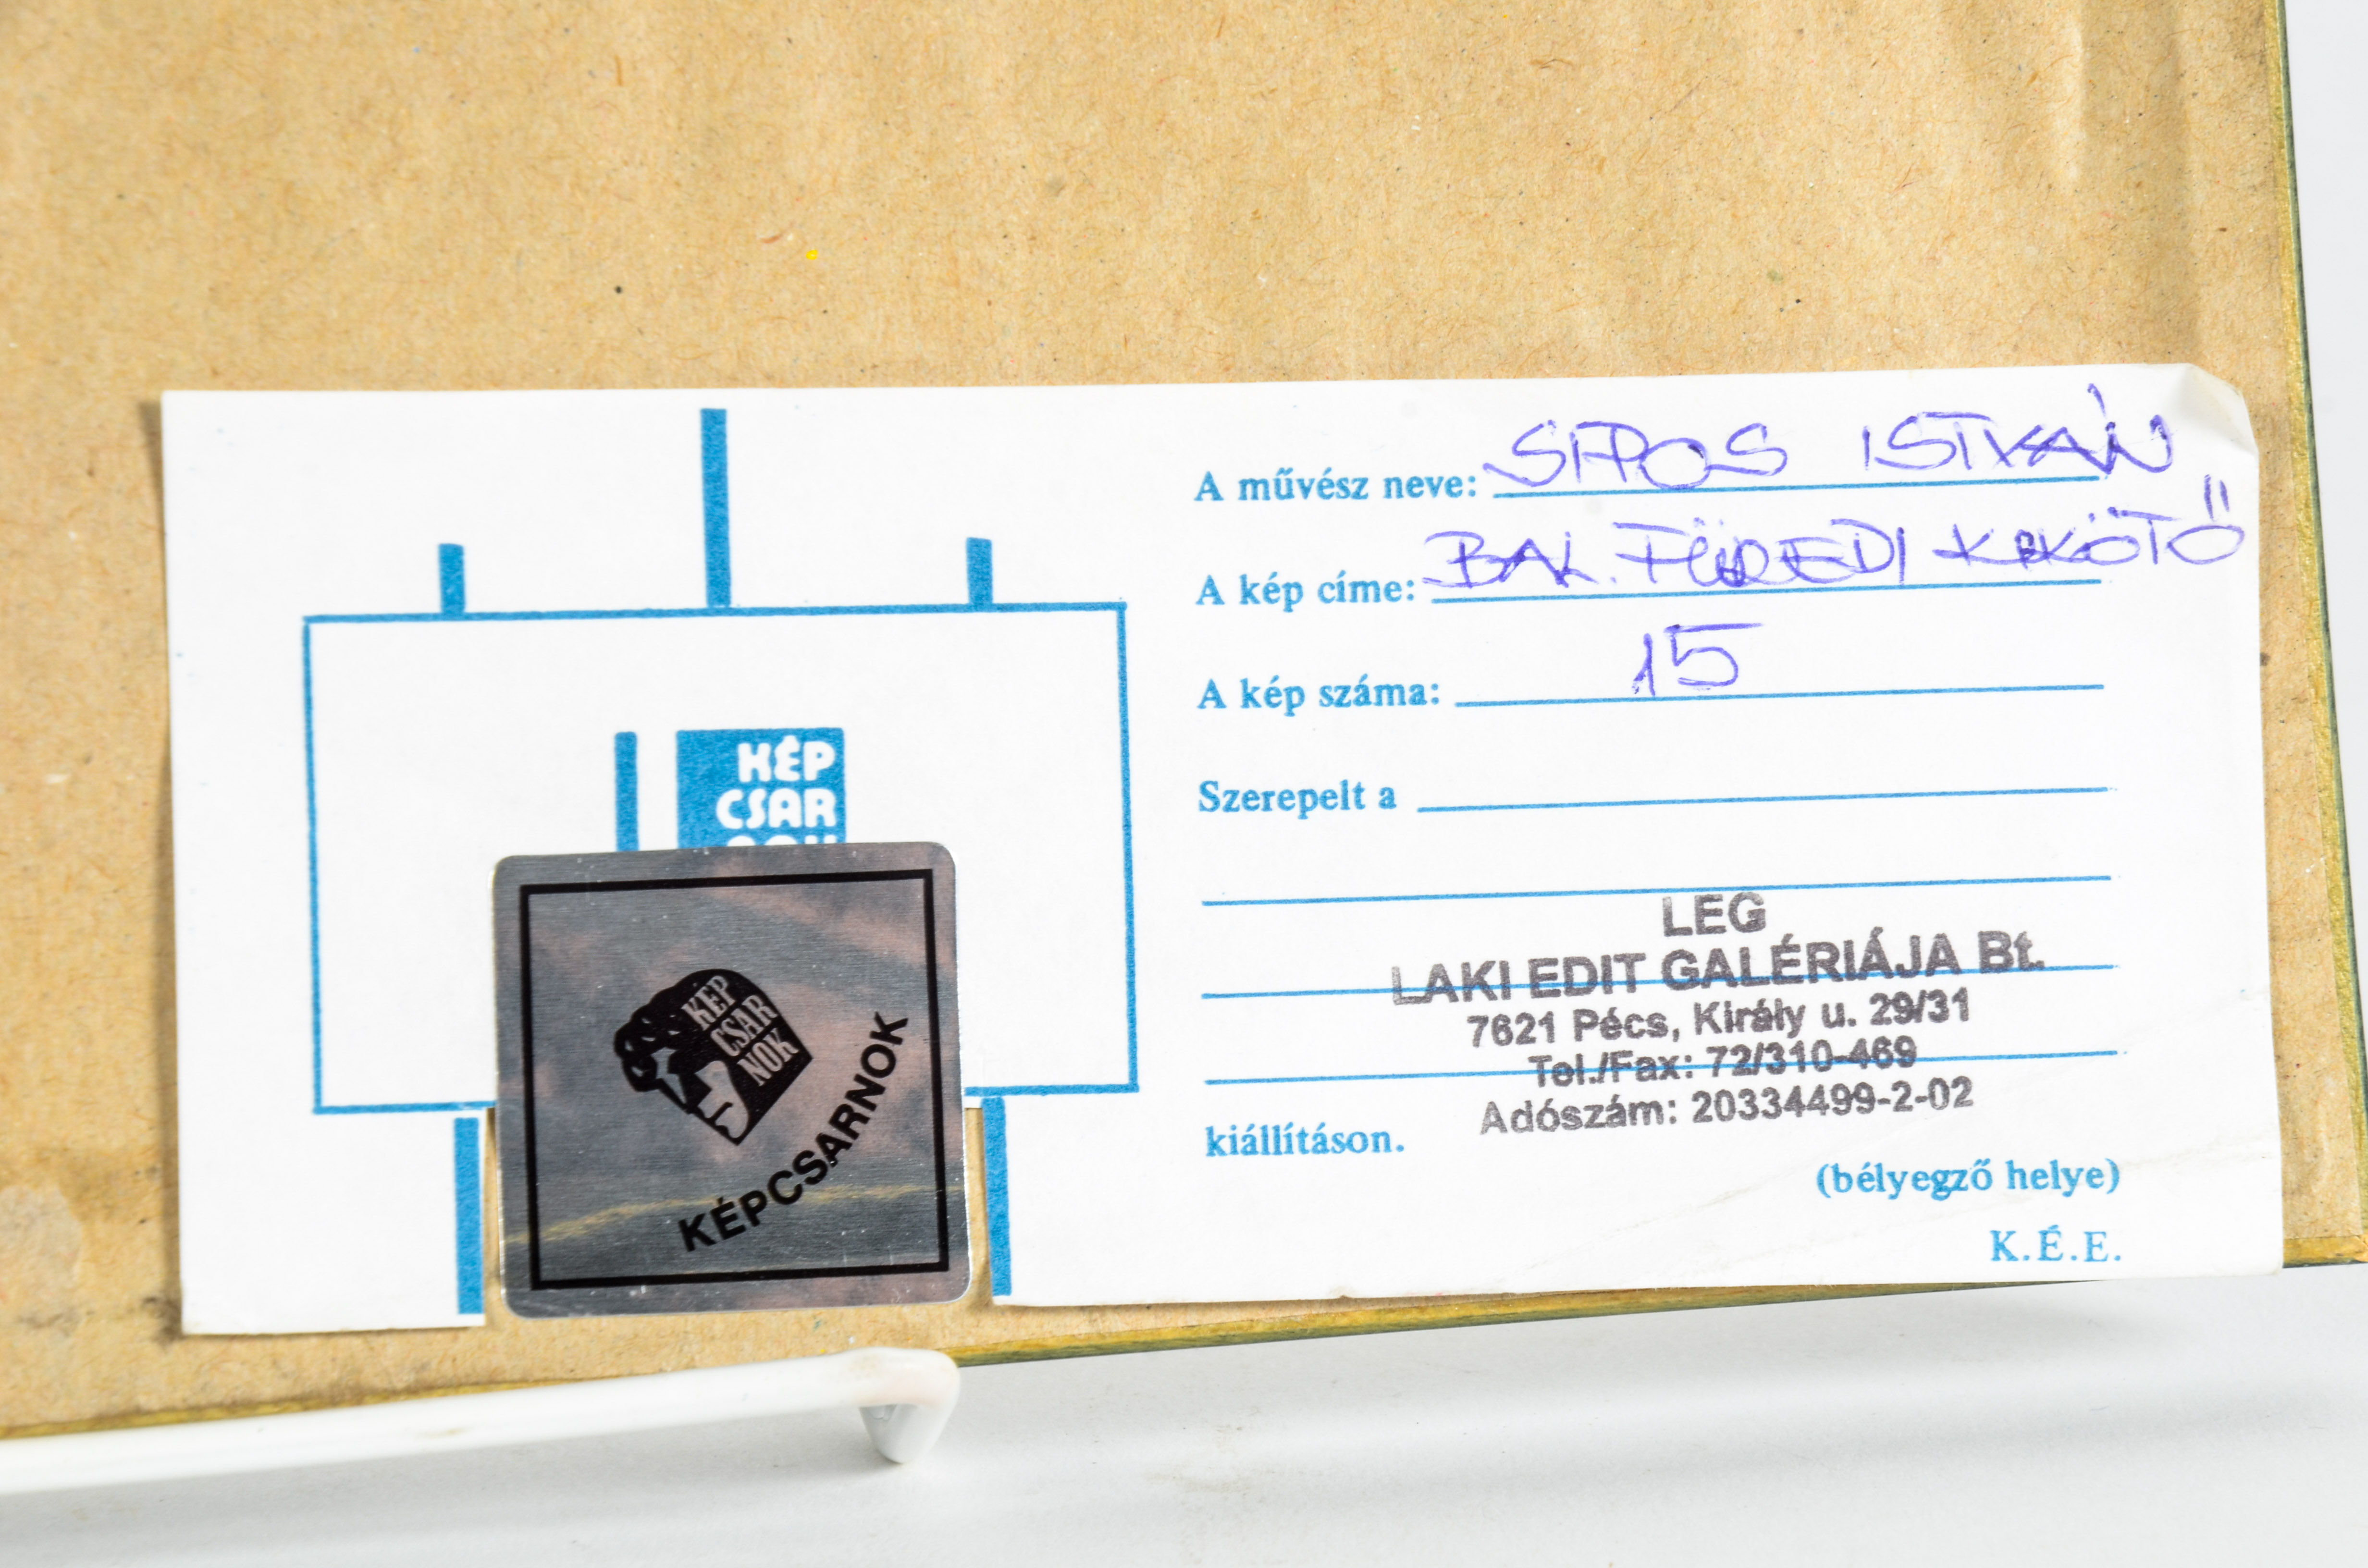 A művész neve: SIPOS ISTVÁN
A kép címe: BAL. FÜREDI KIKÖTŐ
A kép száma: 15
Szerepelt a
kiállításon.
LEG
LAKI EDIT GALÉRIÁJA Bt.
7621 Pécs, Király u. 29/31
Tel./Fax: 72/310-469
Adószám: 20334499-2-02
(bélyegző helye)
K.É.E.
KÉP
CSAR
KÉP
CSAR
NOK
KÉPCSARNOK